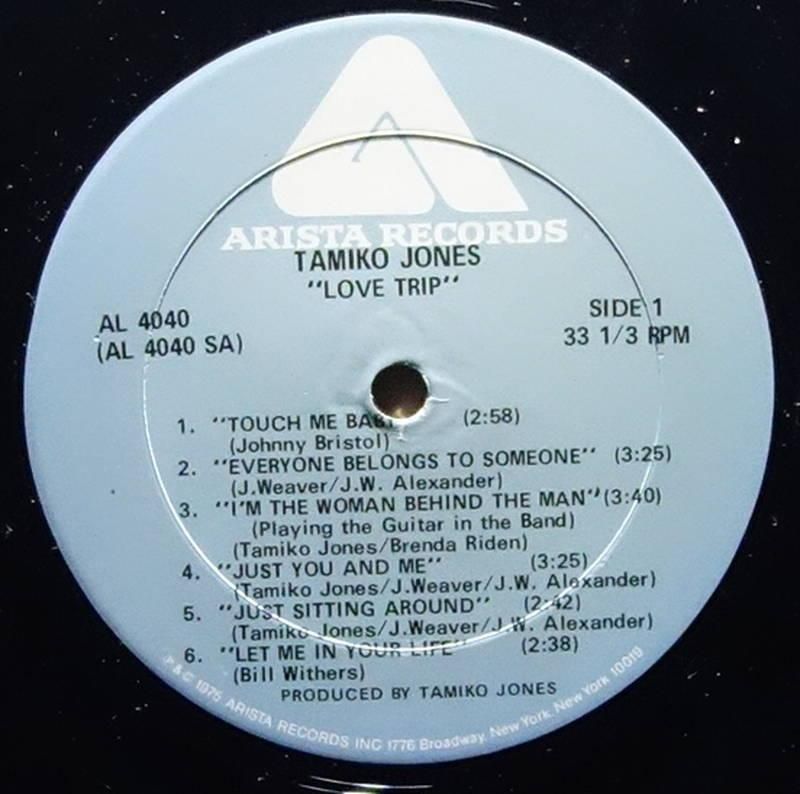 ARISTA RECORDS
TAMIKO JONES
"LOVE TRIP"
AL 4040
(AL 4040 SA)
SIDE 1
33 1/3 RPM
1. "TOUCH ME (2:58)
(Johnny Bristol)
2. "EVERYONE BELONGS TO SOMEONE" (3:25)
(J.Weaver/J.W. Alexander)
3. "I'M THE WOMAN BEHIND THE MAN" (3:40)
(Playing the Guitar in the Band)
(Tamiko Jones/Brenda Riden)
4. "JUST YOU AND ME" (3:25)
(Tamiko Jones/J.Weaver/J.W. Alexander)
5. "JUST SITTING AROUND" (2:42)
(Tamiko Jones/J.Weaver/J.W. Alexander)
6. "LET ME IN YOUR LIFE" (2:38)
(Bill Withers)
PRODUCED BY TAMIKO JONES
P & © 1975 ARISTA RECORDS INC 1776 Broadway, New York, New York 10019